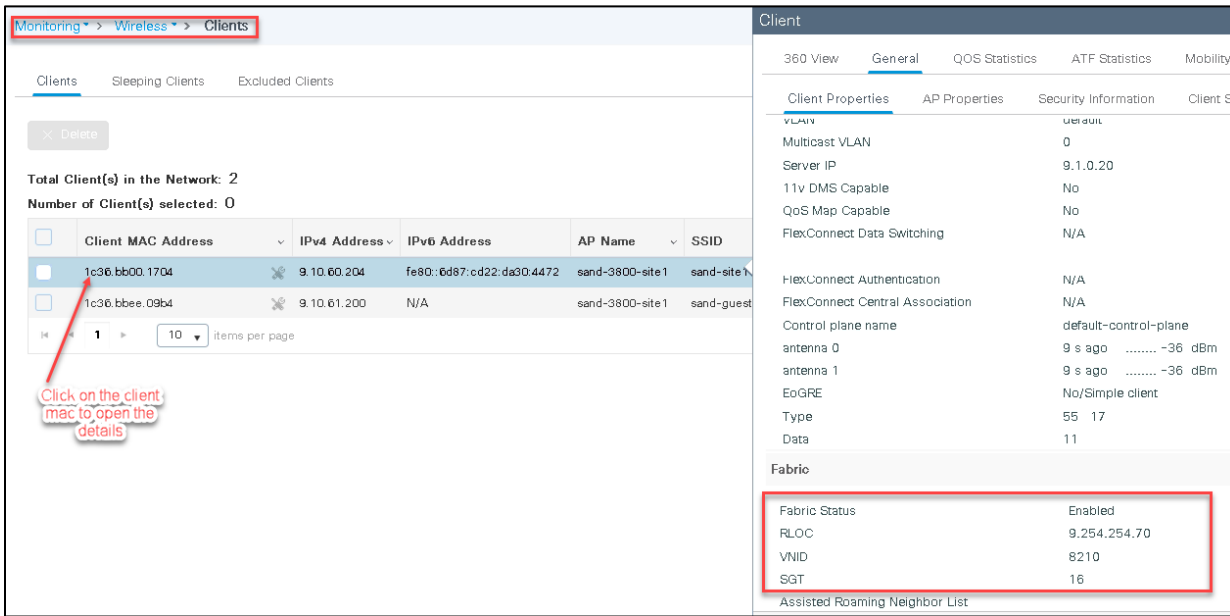 Monitoring > Wireless > Clients
Clients Sleeping Clients Excluded Clients
× Delete
Total Client(s) in the Network: 2
Number of Client(s) selected: 0
Client MAC Address IPv4 Address IPv6 Address AP Name SSID
1c36.bb00.1704 9.10.60.204 fe80::6d87:cd22:da30:4472 sand-3800-site1 sand-site1
1c36.bbee.09b4 9.10.61.200 N/A sand-3800-site1 sand-guest
1 10 items per page
Click on the client
mac to open the
details
Client
360 View General QOS Statistics ATF Statistics Mobility
Client Properties AP Properties Security Information Client S
VLAN default
Multicast VLAN 0
Server IP 9.1.0.20
11v DMS Capable No
QoS Map Capable No
FlexConnect Data Switching N/A
FlexConnect Authentication N/A
FlexConnect Central Association N/A
Control plane name default-control-plane
antenna 0 9 s ago ........ -36 dBm
antenna 1 9 s ago ........ -36 dBm
EoGRE No/Simple client
Type 55 17
Data 11
Fabric
Fabric Status Enabled
RLOC 9.254.254.70
VNID 8210
SGT 16
Assisted Roaming Neighbor List